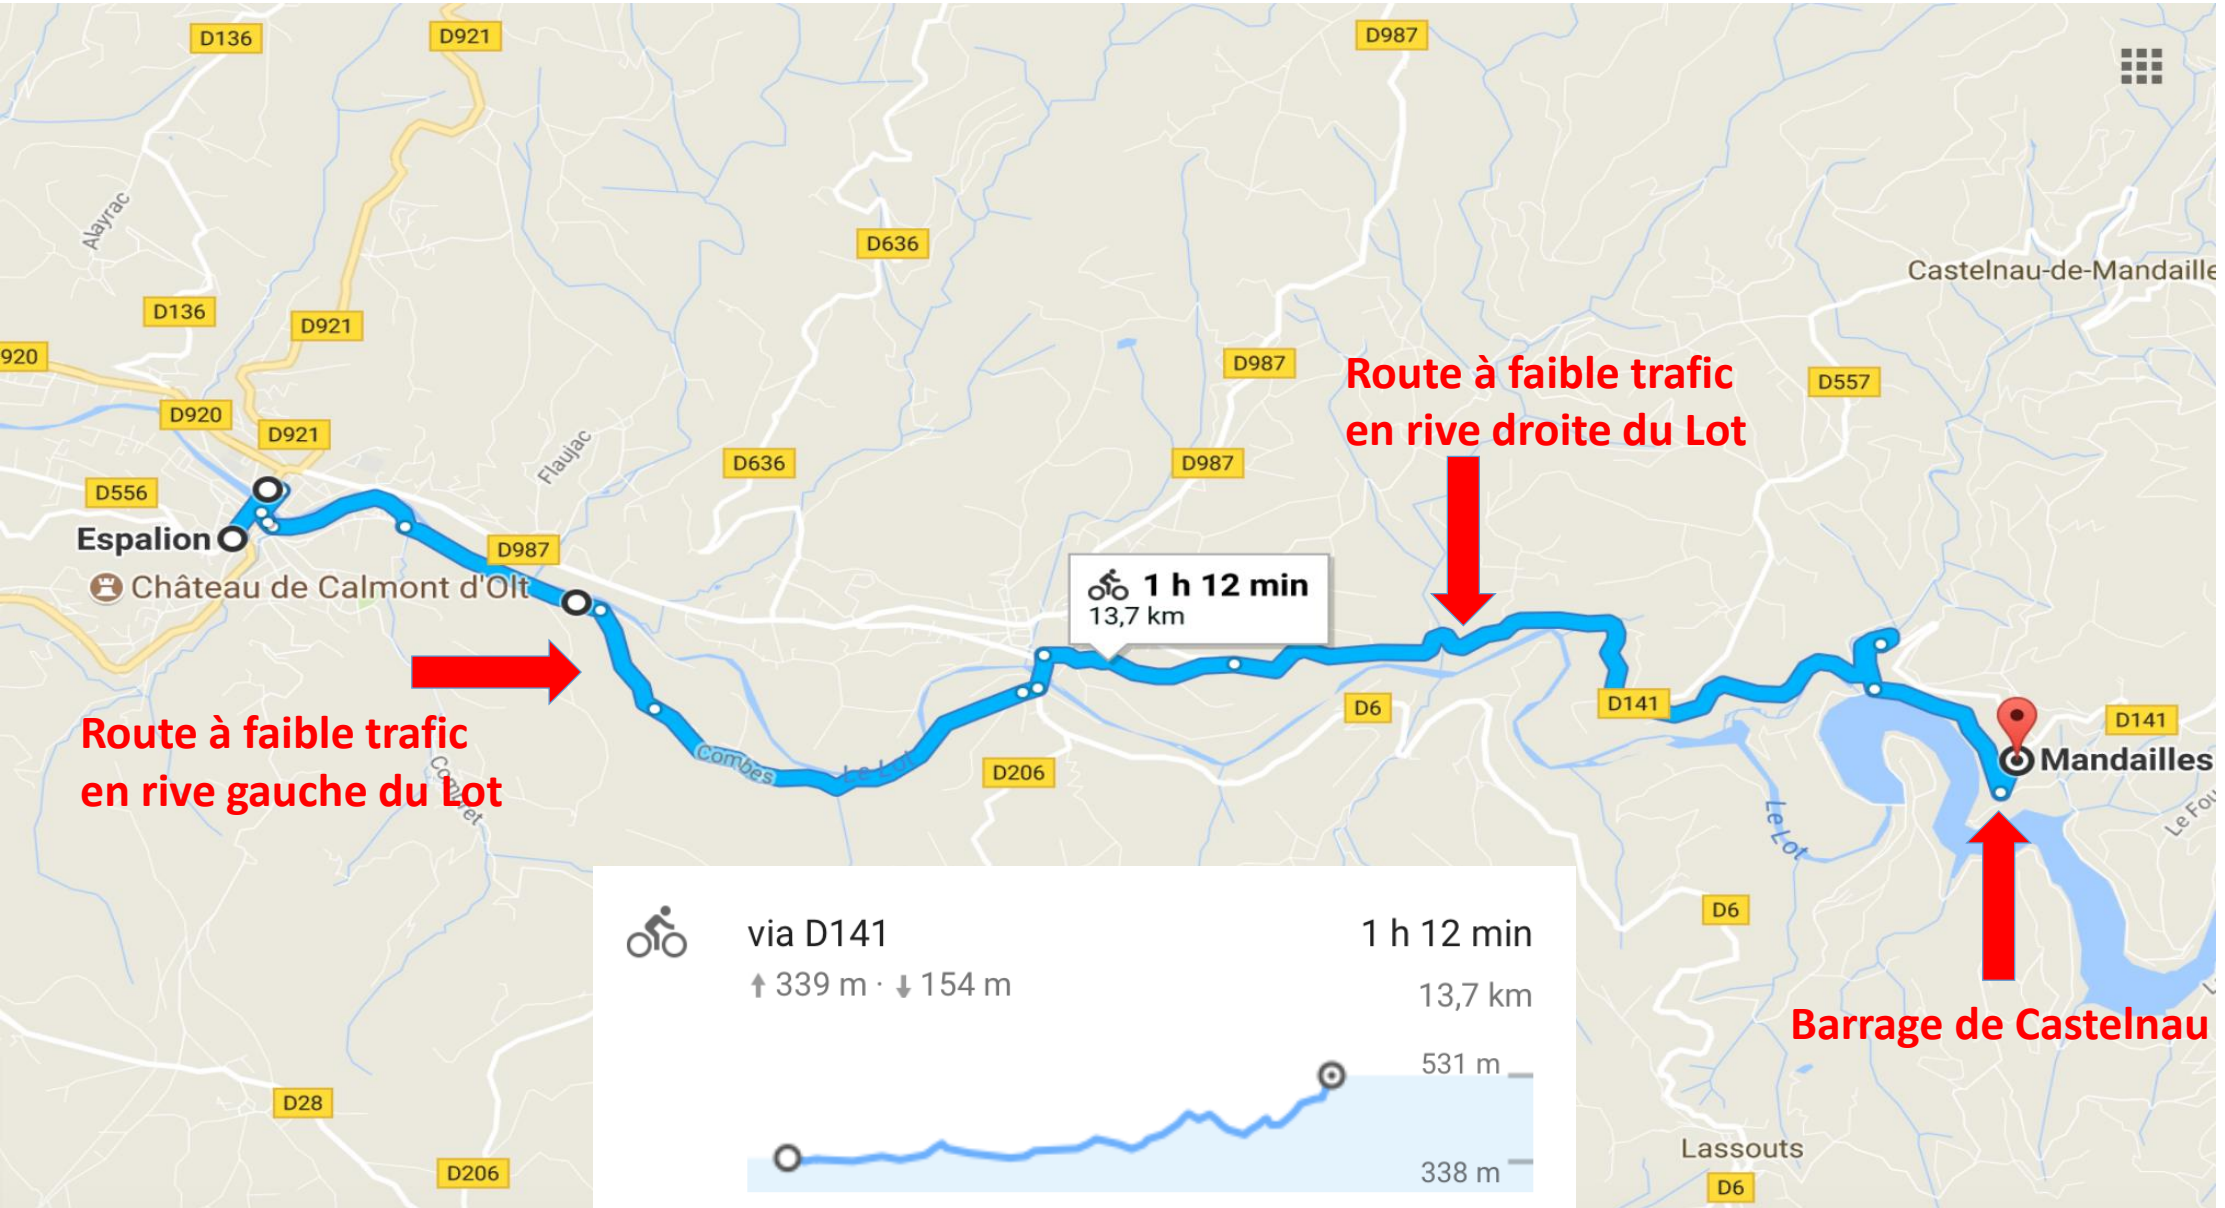 D136
D921
D987
Alayrac
D636
Castelnau-de-Mandaille
D136
D921
920
D987
Route à faible trafic
en rive droite du Lot
D557
D920
D921
Flaujac
D636
D987
D556
Espalion
D987
Château de Calmont d'Olt
1 h 12 min
13,7 km
D6
D141
D141
Route à faible trafic
en rive gauche du Lot
Combes
Le Lot
D206
Mandailles
Le Lot
Le Fou
D6
via D141
1 h 12 min
339 m · 154 m
13,7 km
Barrage de Castelnau
531 m
D28
338 m
Lassouts
D206
D6